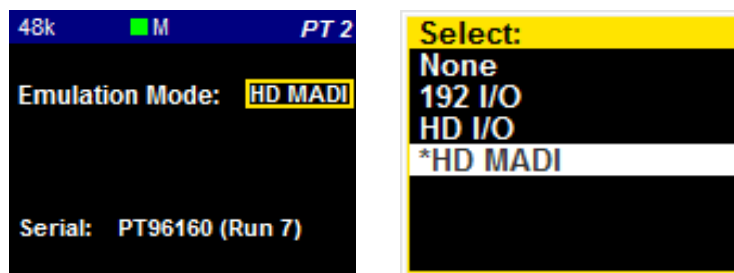 48k M PT 2
Emulation Mode: HD MADI
Serial: PT96160 (Run 7)
Select:
None
192 I/O
HD I/O
*HD MADI